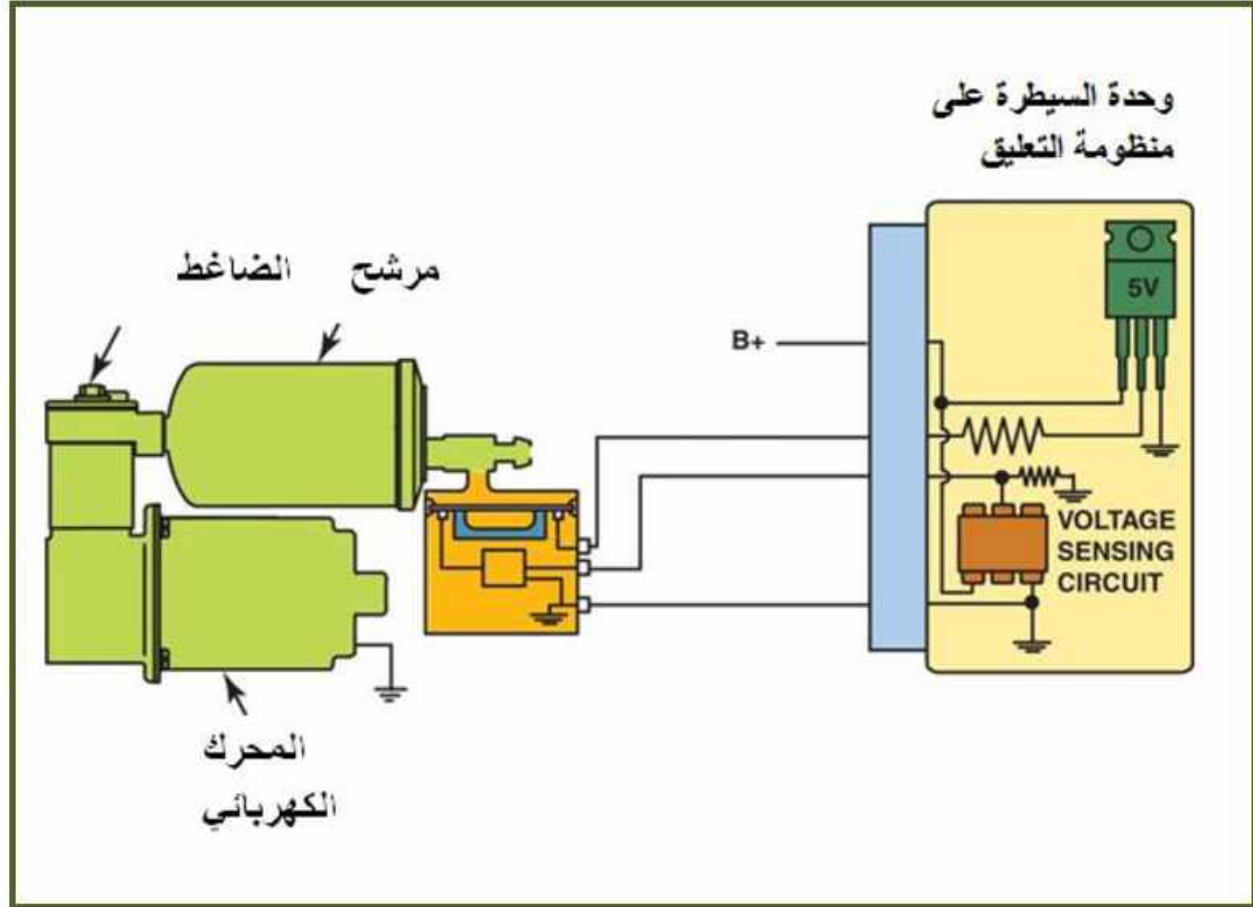 وحدة السيطرة على
منظومة التعليق
5V
مرشح الضاغط
B+
VOLTAGE
SENSING
CIRCUIT
المحرك
الكهربائي